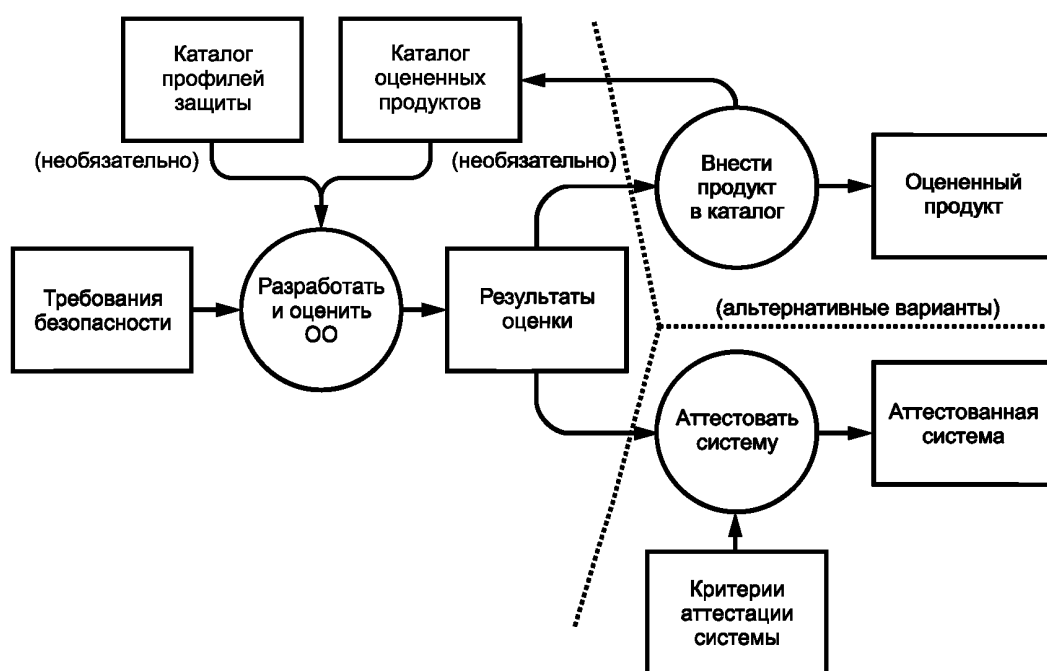 Каталог
профилей
защиты
Каталог
оцененных
продуктов
(необязательно)
(необязательно)
Внести
продукт
в каталог
Оцененный
продукт
Требования
безопасности
Разработать
и оценить
ОО
Результаты
оценки
(альтернативные варианты)
Аттестовать
систему
Аттестованная
система
Критерии
аттестации
системы